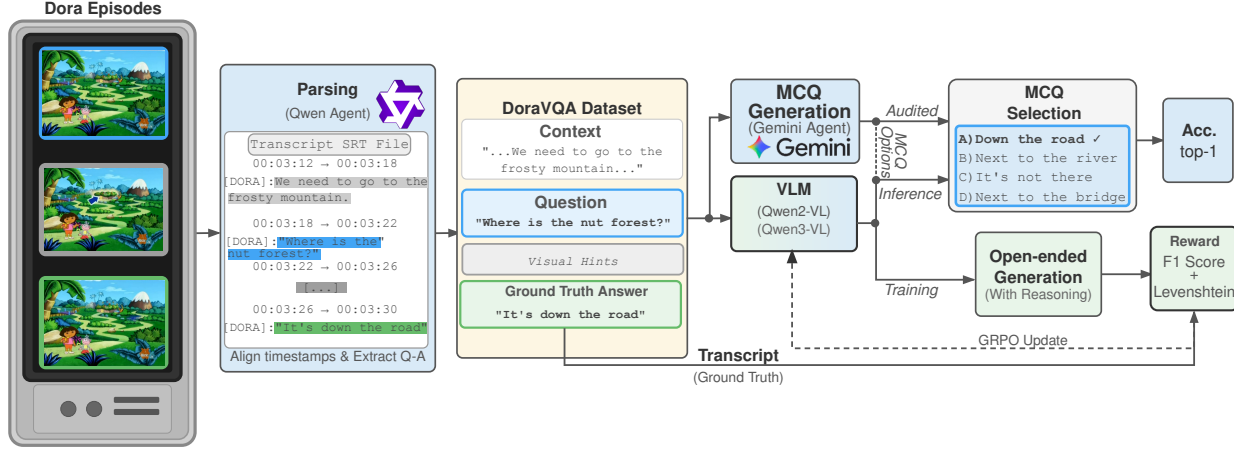 Dora Episodes
Parsing
(Qwen Agent)
Transcript SRT File
00:03:12 → 00:03:18
[DORA]:We need to go to the
frosty mountain.
00:03:18 → 00:03:22
[DORA]:"Where is the"
nut forest?"
00:03:22 → 00:03:26
[...]
00:03:26 → 00:03:30
[DORA]:"It's down the road"
Align timestamps & Extract Q-A
DoraVQA Dataset
Context
"...We need to go to the
frosty mountain..."
Question
"Where is the nut forest?"
Visual Hints
Ground Truth Answer
"It's down the road"
Transcript
(Ground Truth)
MCQ
Generation
(Gemini Agent)
Gemini
VLM
(Qwen2-VL)
(Qwen3-VL)
Audited
MCQ
Options
Inference
Training
MCQ
Selection
A)Down the road ✓
B)Next to the river
C)It's not there
D)Next to the bridge
Acc.
top-1
Open-ended
Generation
(With Reasoning)
Reward
F1 Score
+
Levenshtein
GRPO Update